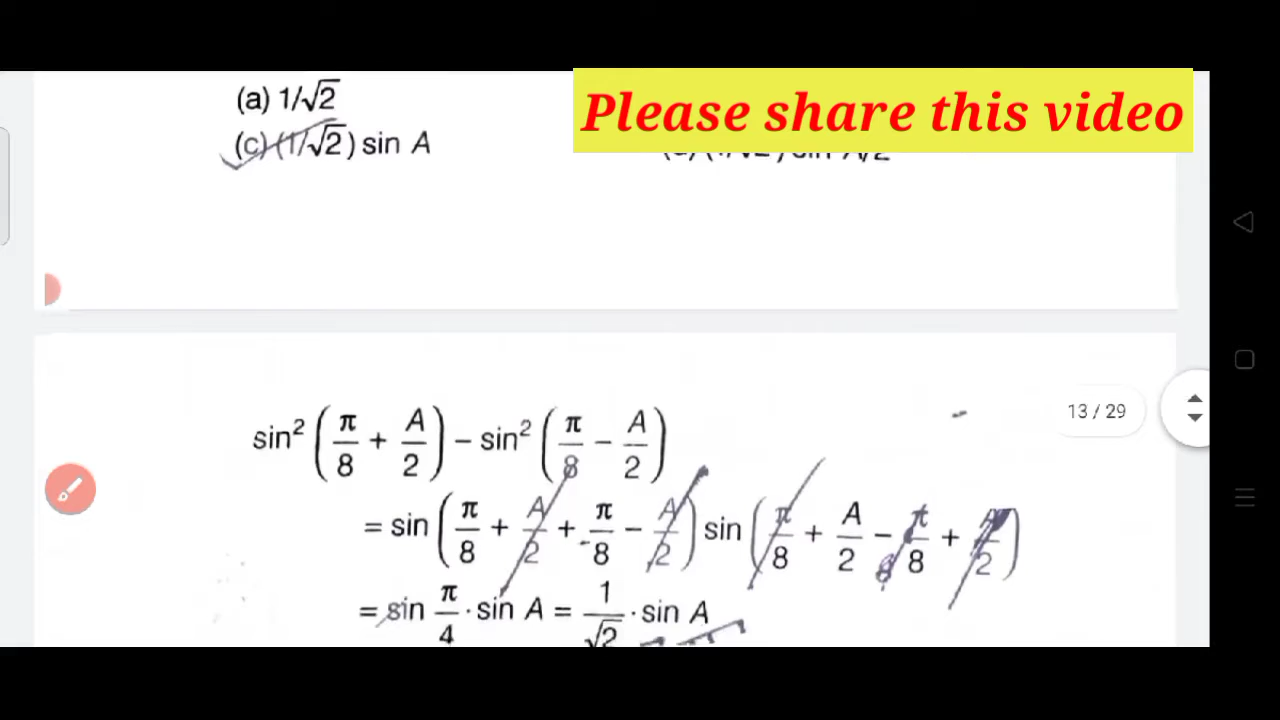 (a) 1/√2
Please share this video
(c) (1/√2) sin A
13 / 29
sin² (π/8 + A/2) − sin² (π/8 − A/2)
= sin (π/8 + A/2 + π/8 − A/2) sin (π/8 + A/2 − π/8 + A/2)
= sin π/4 · sin A = 1/√2 · sin A